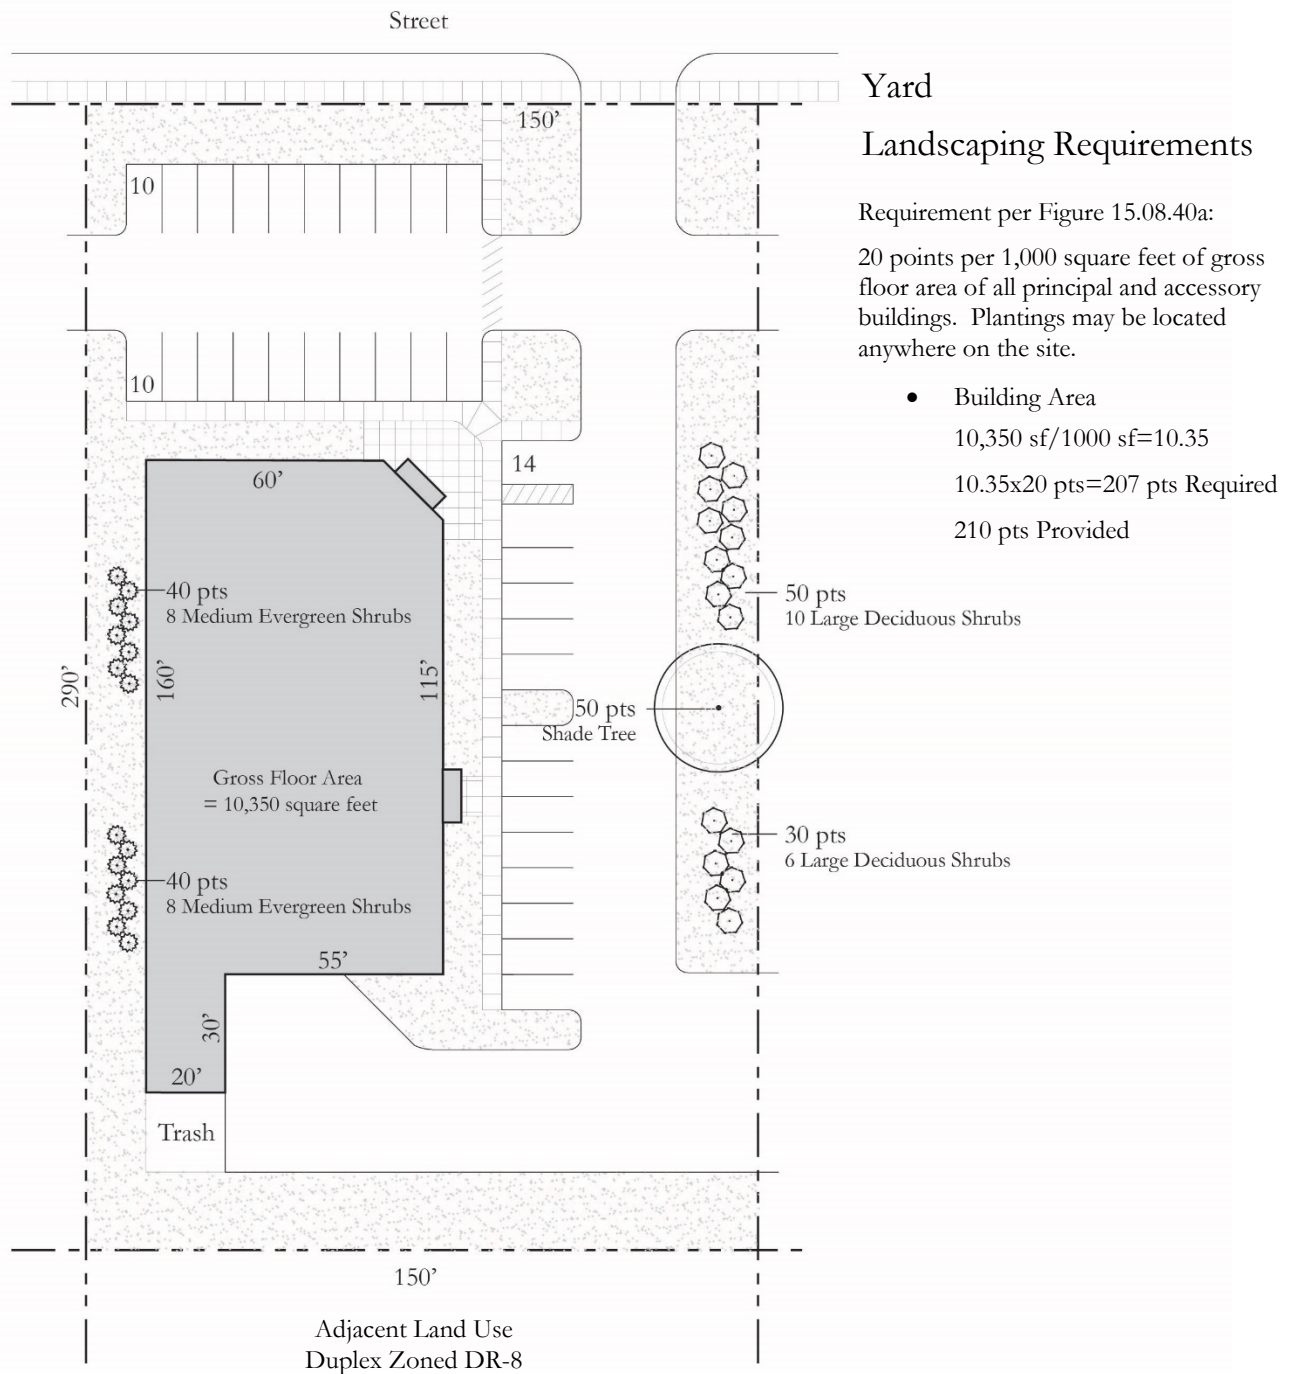 Street
Yard
Landscaping Requirements
150’
10
Requirement per Figure 15.08.40a:
20 points per 1,000 square feet of gross
floor area of all principal and accessory
buildings. Plantings may be located
anywhere on the site.
10
• Building Area
10,350 sf/1000 sf=10.35
10.35x20 pts=207 pts Required
210 pts Provided
14
60’
40 pts
8 Medium Evergreen Shrubs
50 pts
10 Large Deciduous Shrubs
290’
160’
115’
50 pts
Shade Tree
Gross Floor Area
= 10,350 square feet
30 pts
6 Large Deciduous Shrubs
40 pts
8 Medium Evergreen Shrubs
55’
30’
20’
Trash
150’
Adjacent Land Use
Duplex Zoned DR-8